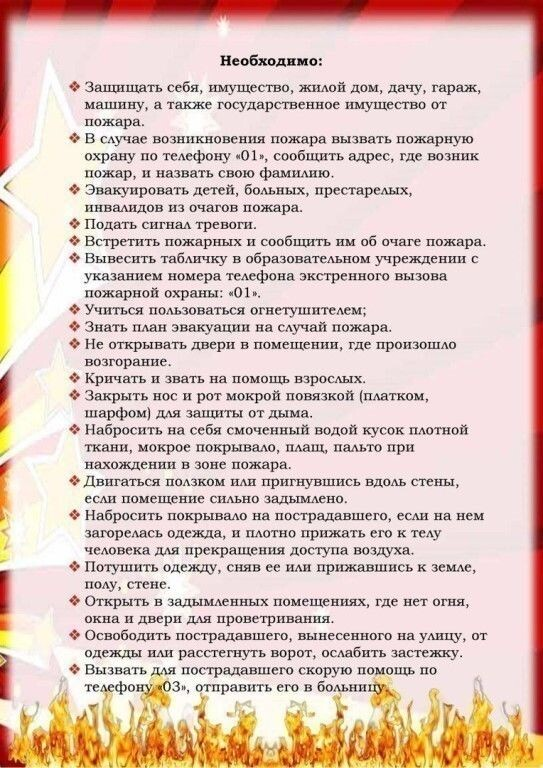 Необходимо:
❖ Защищать себя, имущество, жилой дом, дачу, гараж,
машину, а также государственное имущество от
пожара.
❖ В случае возникновения пожара вызвать пожарную
охрану по телефону «01», сообщить адрес, где возник
пожар, и назвать свою фамилию.
❖ Эвакуировать детей, больных, престарелых,
инвалидов из очагов пожара.
❖ Подать сигнал тревоги.
❖ Встретить пожарных и сообщить им об очаге пожара.
❖ Вывесить табличку в образовательном учреждении с
указанием номера телефона экстренного вызова
пожарной охраны: «01».
❖ Учиться пользоваться огнетушителем;
❖ Знать план эвакуации на случай пожара.
❖ Не открывать двери в помещении, где произошло
возгорание.
❖ Кричать и звать на помощь взрослых.
❖ Закрыть нос и рот мокрой повязкой (платком,
шарфом) для защиты от дыма.
❖ Набросить на себя смоченный водой кусок плотной
ткани, мокрое покрывало, плащ, пальто при
нахождении в зоне пожара.
❖ Двигаться ползком или пригнувшись вдоль стены,
если помещение сильно задымлено.
❖ Набросить покрывало на пострадавшего, если на нем
загорелась одежда, и плотно прижать его к телу
человека для прекращения доступа воздуха.
❖ Потушить одежду, сняв ее или прижавшись к земле,
полу, стене.
❖ Открыть в задымленных помещениях, где нет огня,
окна и двери для проветривания.
❖ Освободить пострадавшего, вынесенного на улицу, от
одежды или расстегнуть ворот, ослабить застежку.
❖ Вызвать для пострадавшего скорую помощь по
телефону «03», отправить его в больницу.